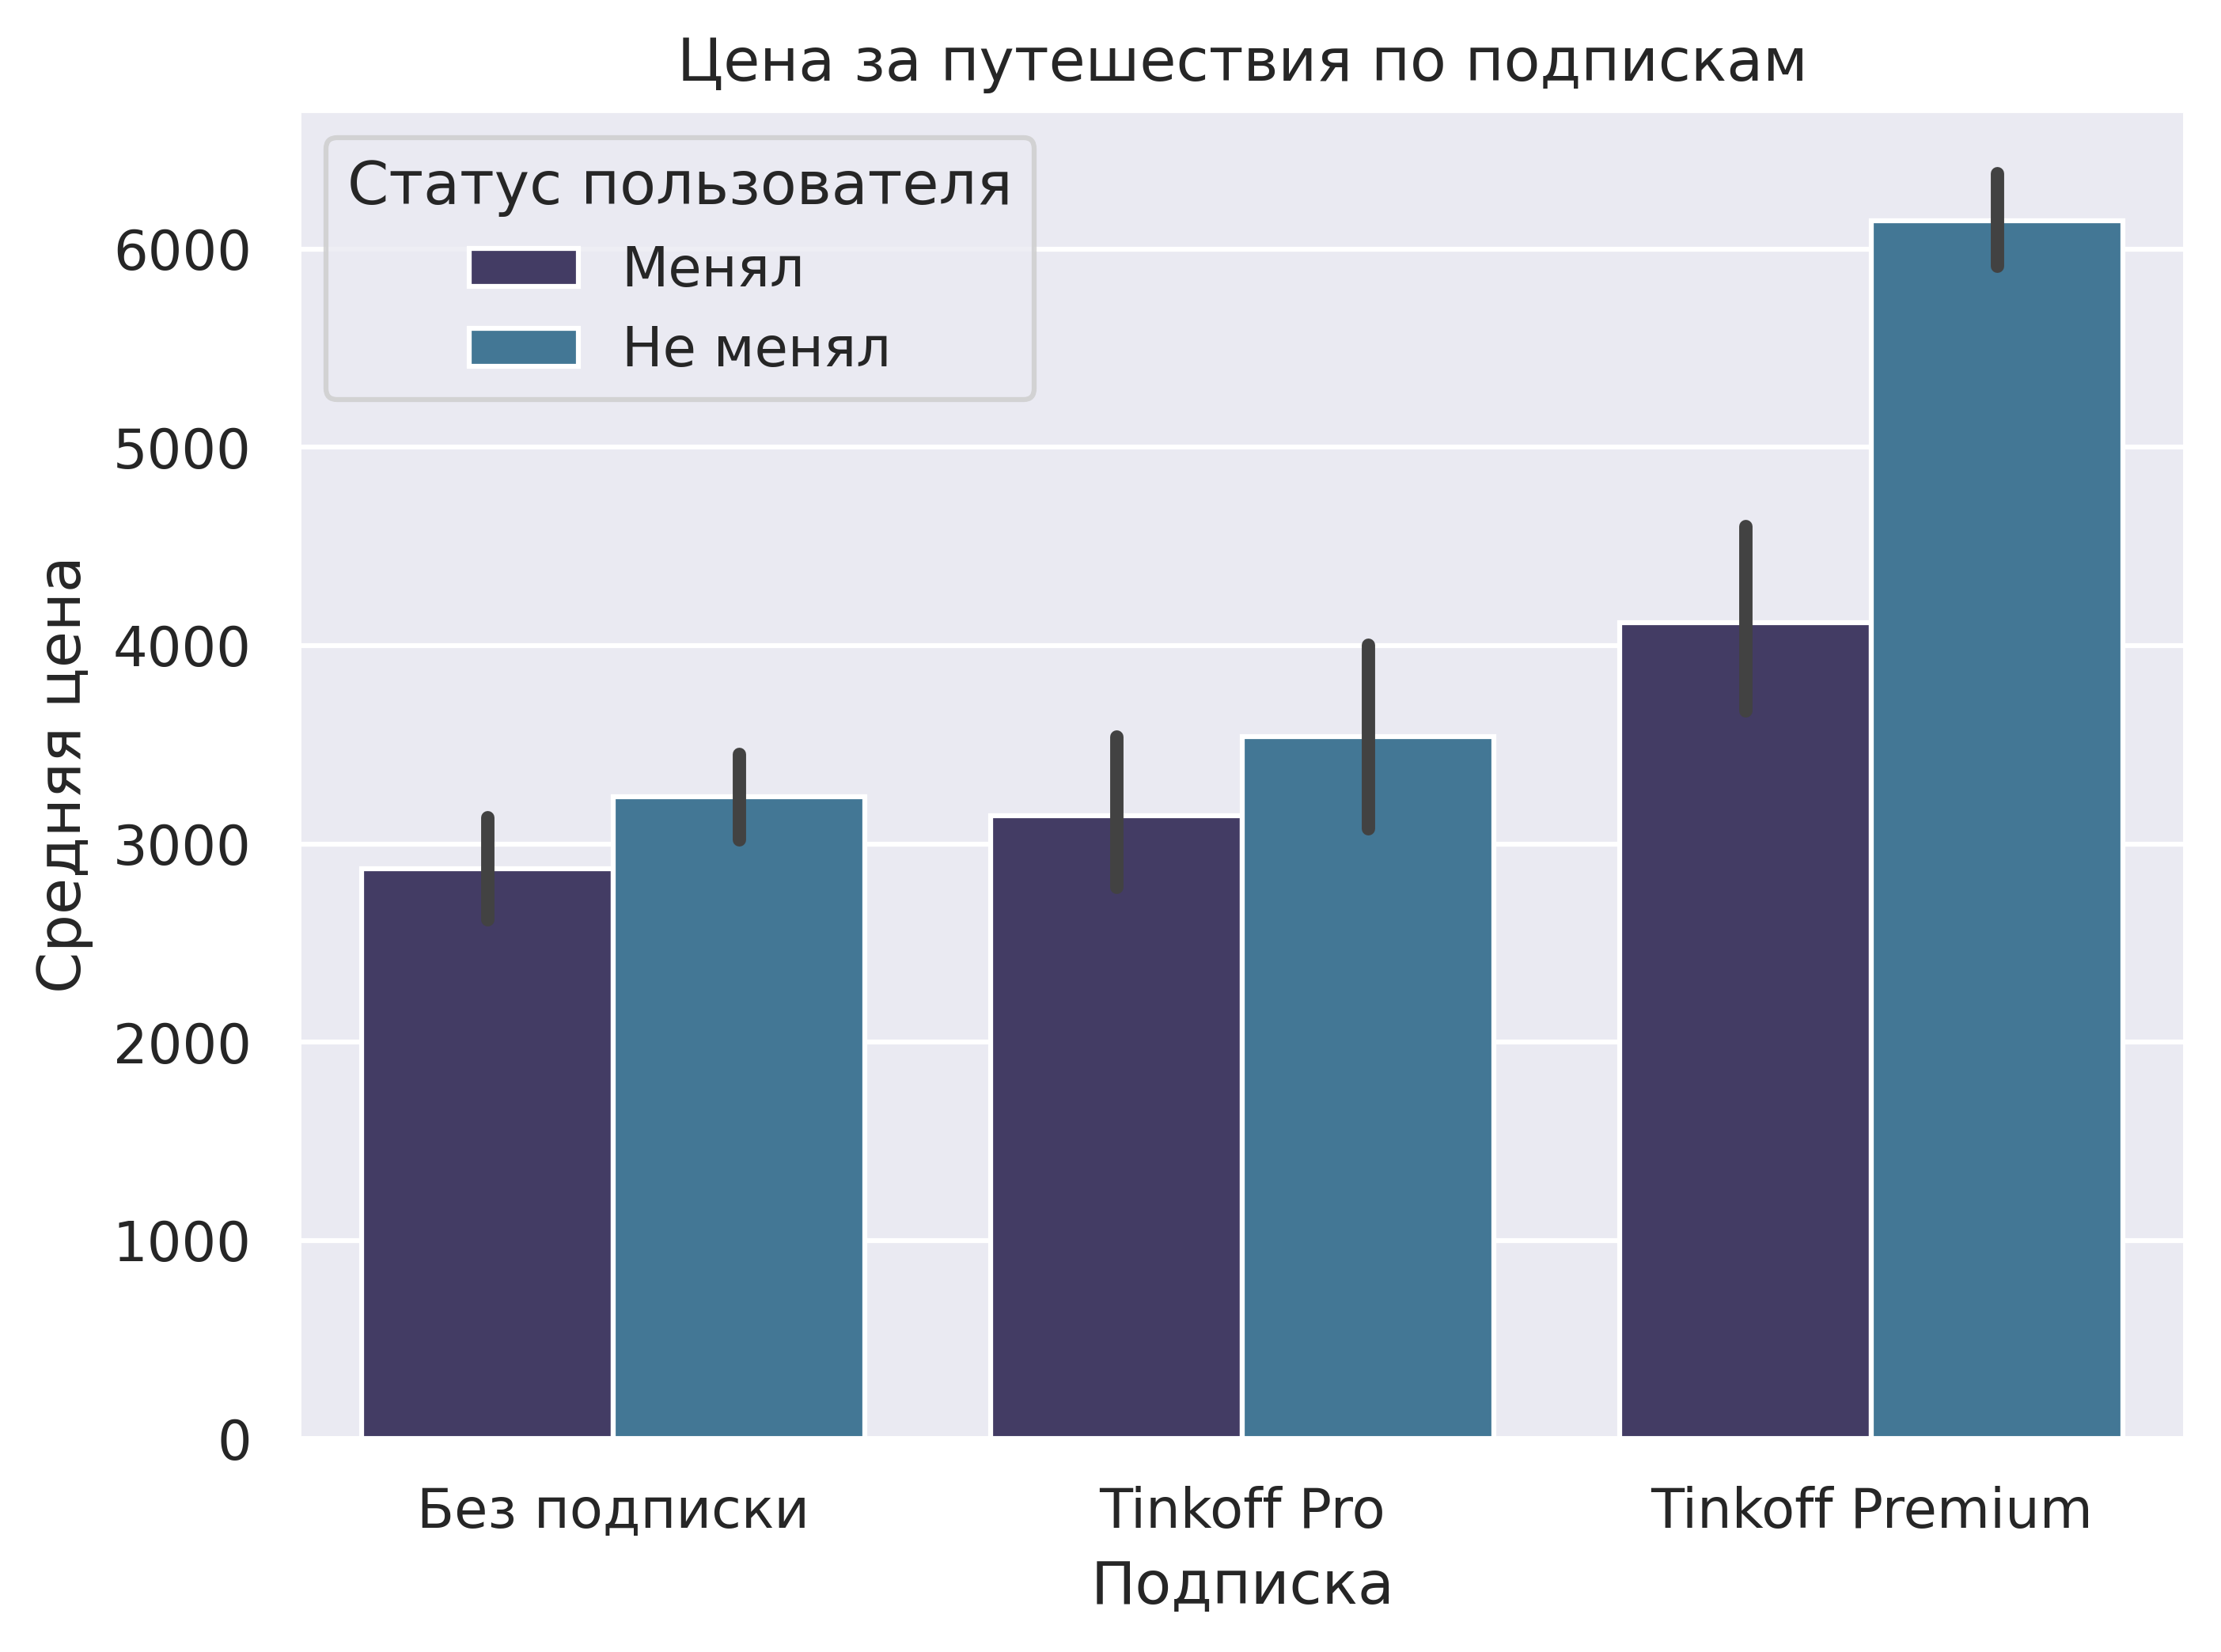 Цена за путешествия по подпискам
Статус пользователя
Менял
Не менял
Средняя цена
6000
5000
4000
3000
2000
1000
0
Без подписки
Tinkoff Pro
Tinkoff Premium
Подписка